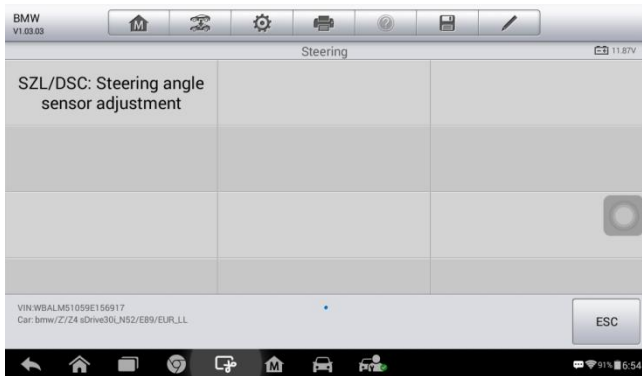 BMW
V1.03.03
M
?
Steering
11.87V
SZL/DSC: Steering angle
sensor adjustment
VIN:WBALM51059E156917
Car: bmw/Z'/Z4 sDrive30i_N52/E89/EUR_LL
ESC
M
91%
6:54